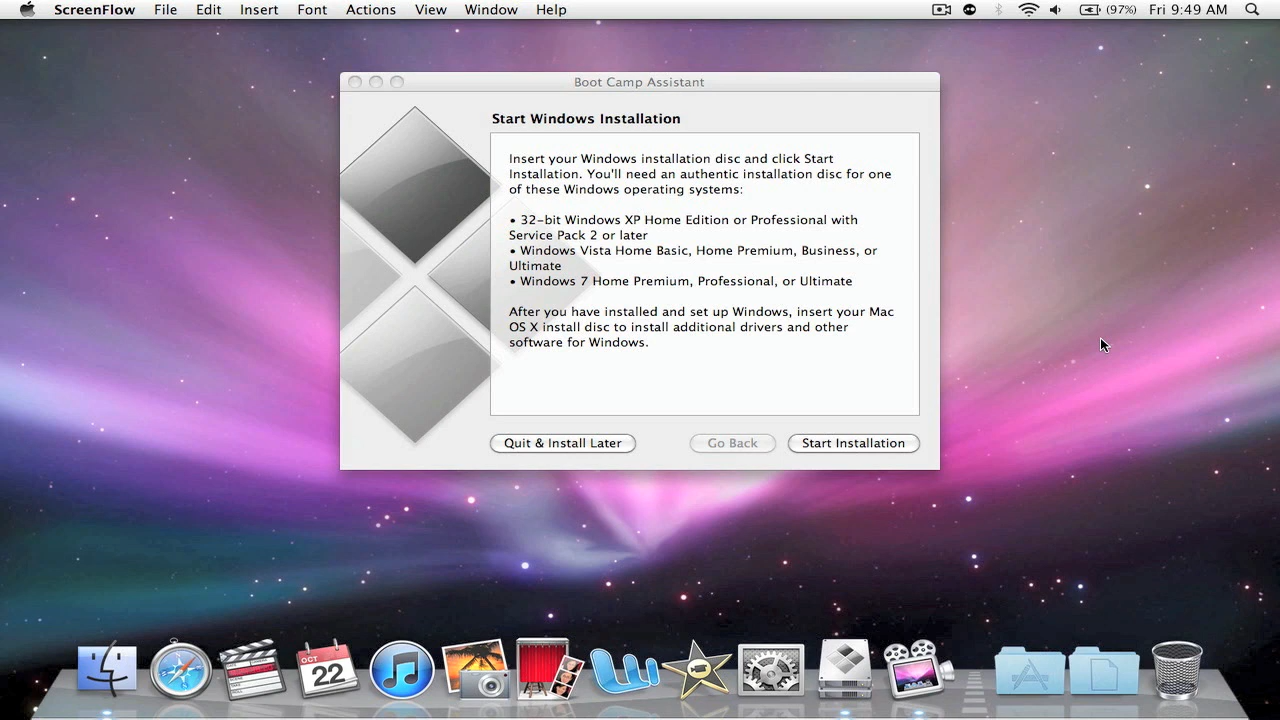 ScreenFlow File Edit Insert Font Actions View Window Help (97%) Fri 9:49 AM
Boot Camp Assistant
Start Windows Installation
Insert your Windows installation disc and click Start
Installation. You'll need an authentic installation disc for one
of these Windows operating systems:
• 32-bit Windows XP Home Edition or Professional with
Service Pack 2 or later
• Windows Vista Home Basic, Home Premium, Business, or
Ultimate
• Windows 7 Home Premium, Professional, or Ultimate
After you have installed and set up Windows, insert your Mac
OS X install disc to install additional drivers and other
software for Windows.
Quit & Install Later Go Back Start Installation
OCT
22